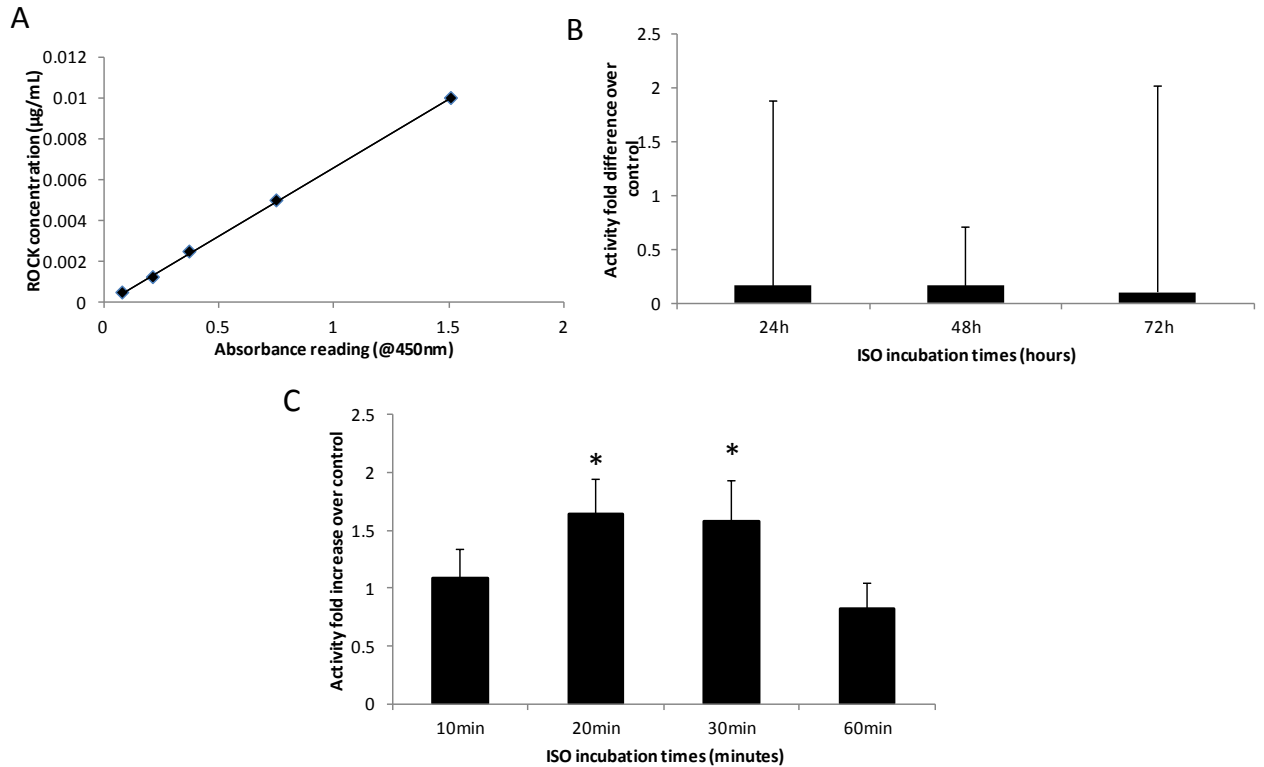 A
ROCK concentration (µg/mL)
0.012
0.01
0.008
0.006
0.004
0.002
0
0 0.5 1 1.5 2
Absorbance reading (@450nm)
B
Activity fold difference over
control
2.5
2
1.5
1
0.5
0
24h 48h 72h
ISO incubation times (hours)
C
Activity fold increase over control
2.5
2
1.5
1
0.5
0
* *
10min 20min 30min 60min
ISO incubation times (minutes)